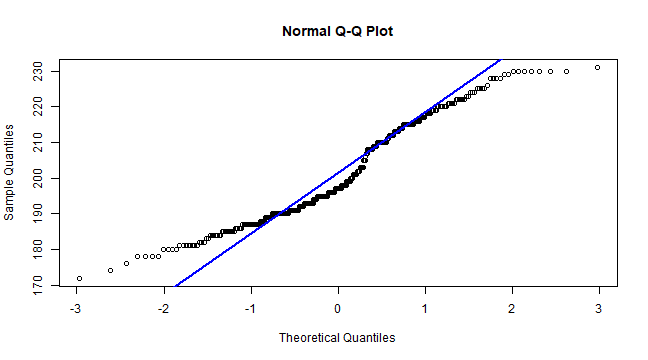 Normal Q-Q Plot
Sample Quantiles
230
220
210
200
190
180
170
-3 -2 -1 0 1 2 3
Theoretical Quantiles